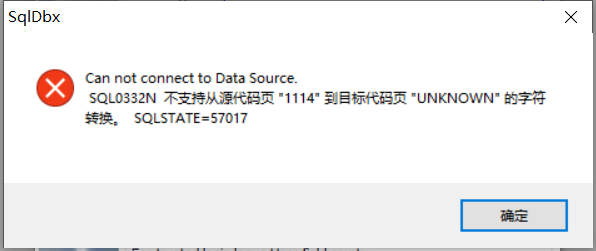 SqlDbx
Can not connect to Data Source.
SQL0332N 不支持从源代码页 "1114" 到目标代码页 "UNKNOWN" 的字符
转换。 SQLSTATE=57017
确定